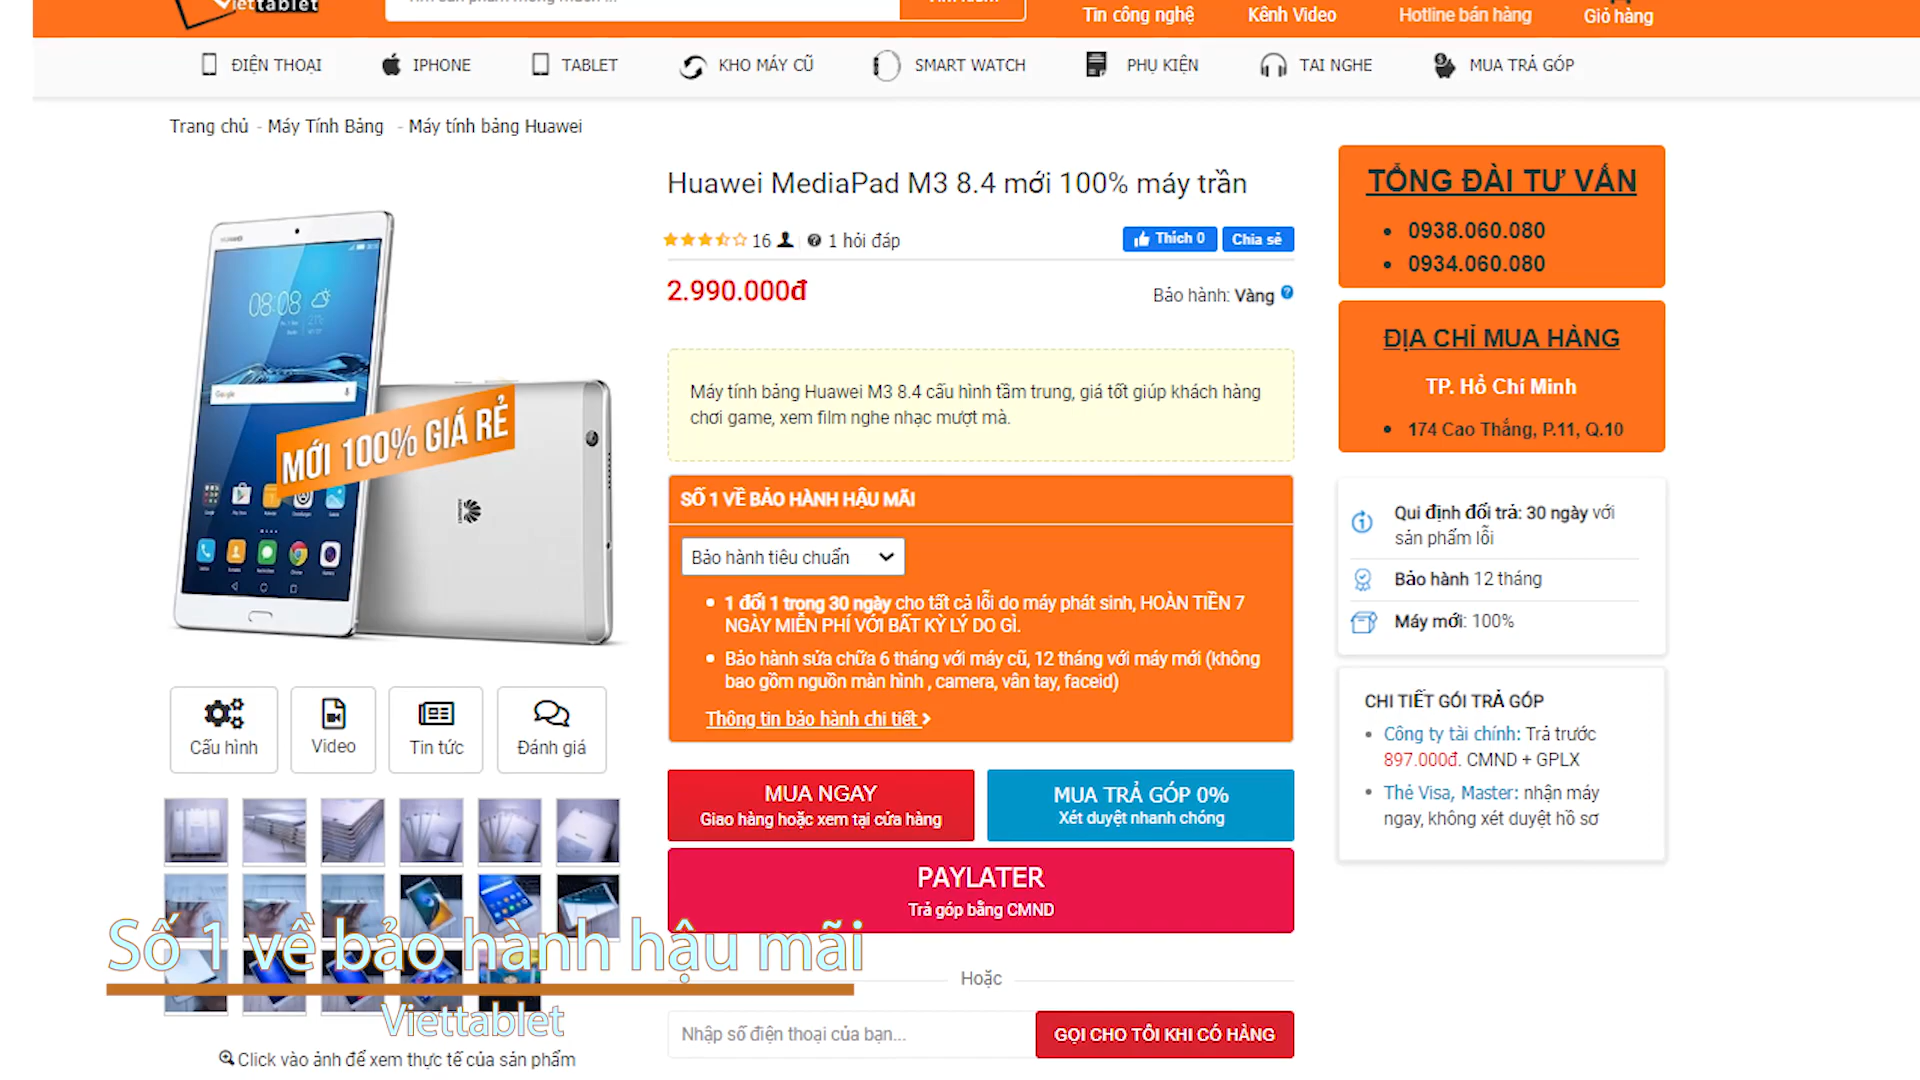 Viettablet
Tin công nghệ
Kênh Video
Hotline bán hàng
Giỏ hàng
ĐIỆN THOẠI
IPHONE
TABLET
KHO MÁY CŨ
SMART WATCH
PHỤ KIỆN
TAI NGHE
MUA TRẢ GÓP
Trang chủ - Máy Tính Bảng - Máy tính bảng Huawei
Huawei MediaPad M3 8.4 mới 100% máy trần
16
1 hỏi đáp
Thích 0
Chia sẻ
2.990.000đ
Bảo hành: Vàng
Máy tính bảng Huawei M3 8.4 cấu hình tầm trung, giá tốt giúp khách hàng
chơi game, xem film nghe nhạc mượt mà.
SỐ 1 VỀ BẢO HÀNH HẬU MÃI
Bảo hành tiêu chuẩn
1 đổi 1 trong 30 ngày cho tất cả lỗi do máy phát sinh, HOÀN TIỀN 7
NGÀY MIỄN PHÍ VỚI BẤT KỲ LÝ DO GÌ.
Bảo hành sửa chữa 6 tháng với máy cũ, 12 tháng với máy mới (không
bao gồm nguồn màn hình , camera, vân tay, faceid)
Thông tin bảo hành chi tiết
MUA NGAY
Giao hàng hoặc xem tại cửa hàng
MUA TRẢ GÓP 0%
Xét duyệt nhanh chóng
PAYLATER
Trả góp bằng CMND
Hoặc
Nhập số điện thoại của bạn...
GỌI CHO TÔI KHI CÓ HÀNG
TỔNG ĐÀI TƯ VẤN
0938.060.080
0934.060.080
ĐỊA CHỈ MUA HÀNG
TP. Hồ Chí Minh
174 Cao Thắng, P.11, Q.10
Qui định đổi trả: 30 ngày với
sản phẩm lỗi
Bảo hành 12 tháng
Máy mới: 100%
CHI TIẾT GÓI TRẢ GÓP
Công ty tài chính: Trả trước
897.000đ. CMND + GPLX
Thẻ Visa, Master: nhận máy
ngay, không xét duyệt hồ sơ
08:08
MỚI 100% GIÁ RẺ
Cấu hình
Video
Tin tức
Đánh giá
Số 1 về bảo hành hậu mãi
Viettablet
Click vào ảnh để xem thực tế của sản phẩm